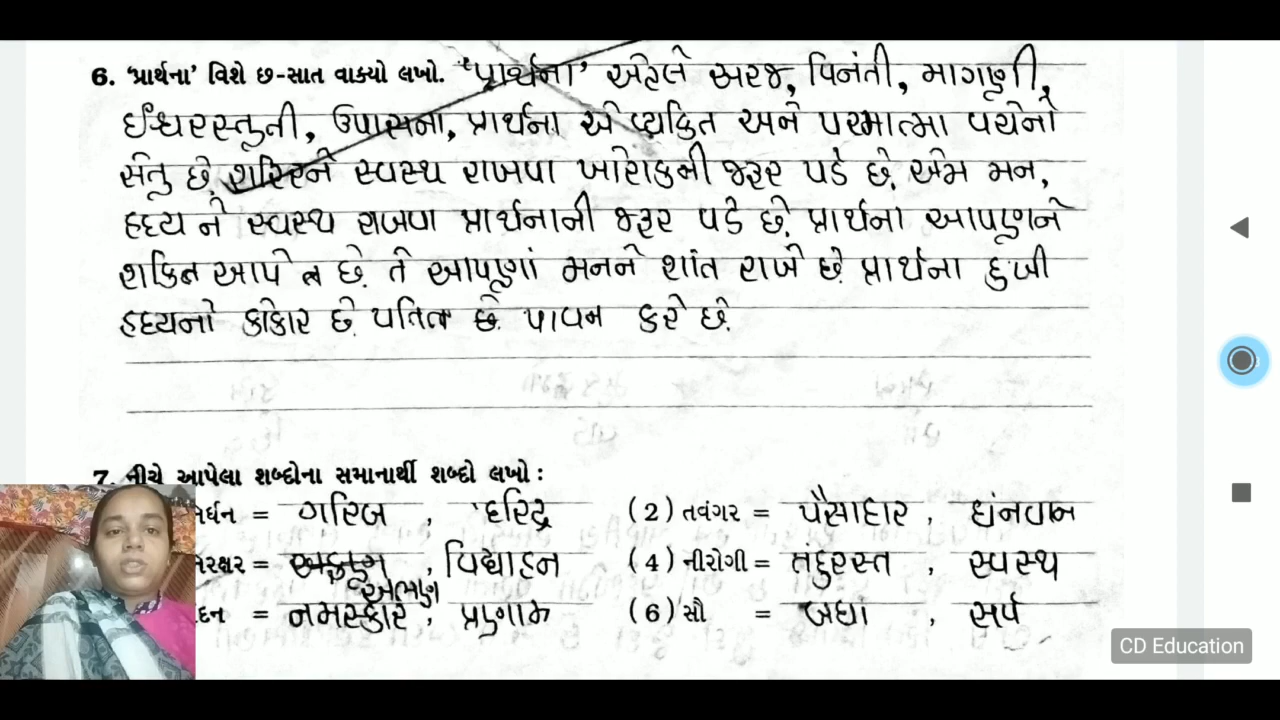 6. 'પ્રાર્થના' વિશે છ-સાત વાક્યો લખો. 'પ્રાર્થના' એટલે અરજ, વિનંતી, માગણી,
ઈશ્વરસ્તુતી, ઉપાસના, પ્રાર્થના એ વ્યકિત અને પરમાત્મા વચેનો
સેતુ છે. શરિરને સ્વસ્થ રાખવા ખોરાકની જરૂર પડે છે. એમ મન,
હ્દય ને સ્વસ્થ રાખવા પ્રાર્થનાની જરૂર પડે છે. પ્રાર્થના આપણને
શકિત આપે છે. તે આપણાં મનને શાંત રાખે છે. પ્રાર્થના દુ:ખી
હ્દયનો છે. પતિત છે. પાવન કરે છે.
7. નીચે આપેલા શબ્દોના સમાનાર્થી શબ્દો લખો :
ર્ધન = ગરિબ , 'દરિદ્ર (2) તવંગર = પૈસાદાર , ધંનવાન
રક્ષર = અભણ , વિદ્યાહન (4) નીરોગી = તંદુરસ્ત , સ્વસ્થ
દન = નમસ્કાર , પ્રણામ (6) સૌ = બધાં , સર્વ
CD Education